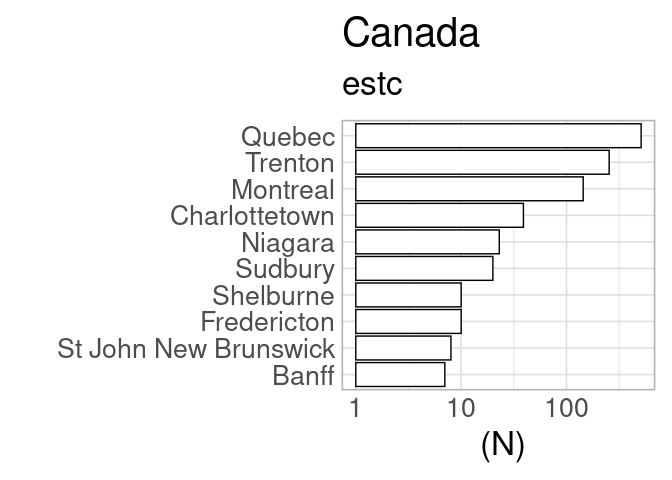 Canada
estc
Quebec
Trenton
Montreal
Charlottetown
Niagara
Sudbury
Shelburne
Fredericton
St John New Brunswick
Banff
1 10 100
(N)